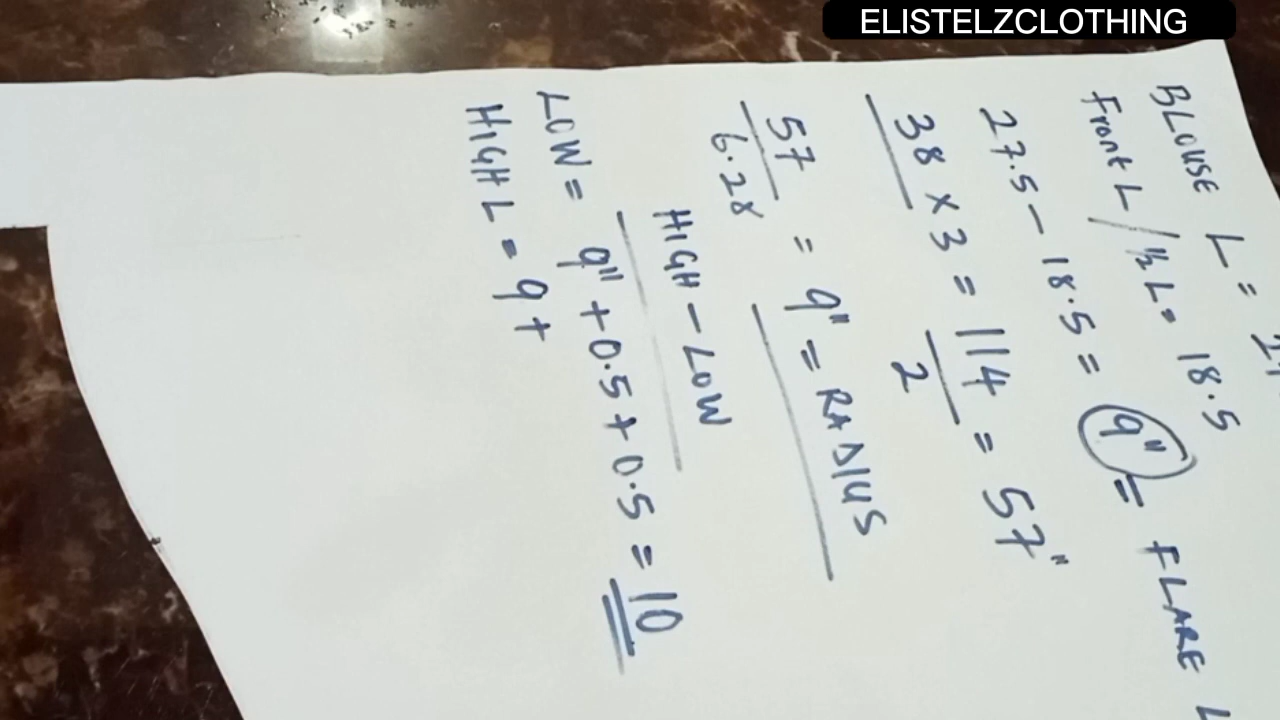 ELISTELZCLOTHING
BLOUSE L =
Front L / ½ L = 18.5
27.5 - 18.5 = 9" = FLARE L
38 x 3 = 114 = 57"
2
57 = 9" = RADIUS
6.28
HIGH - LOW
LOW = 9" + 0.5 + 0.5 = 10
HIGH L = 9 +